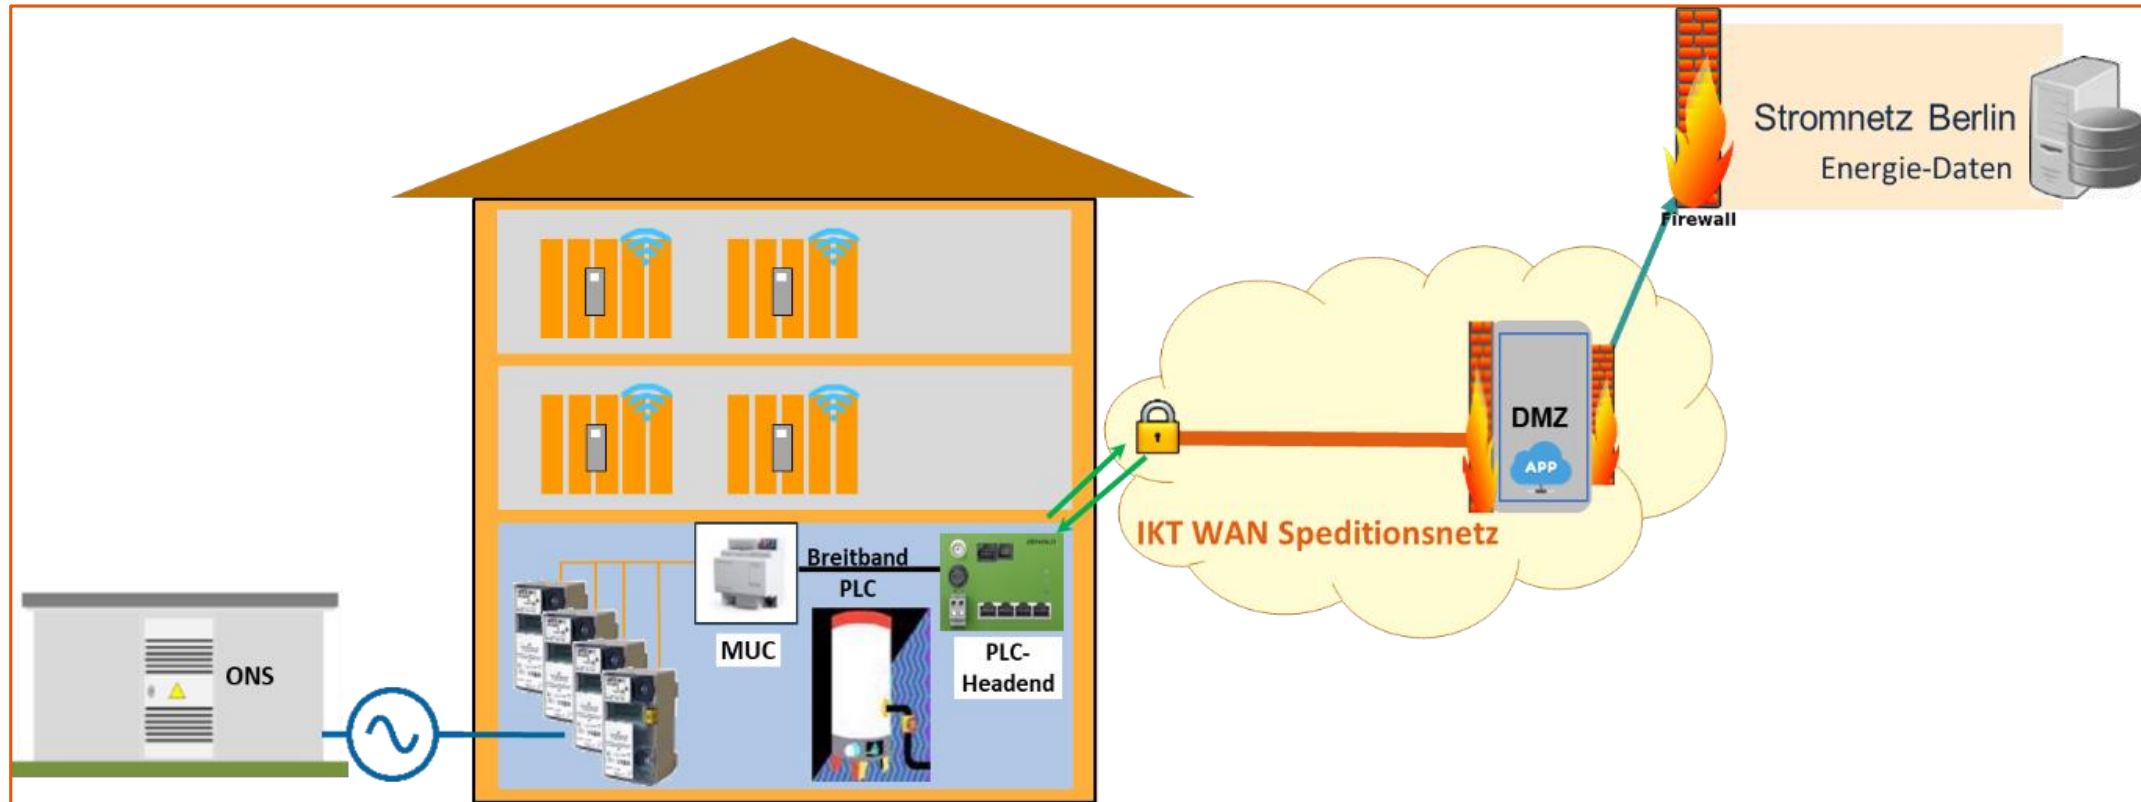 Stromnetz Berlin
Energie-Daten
Firewall
DMZ
APP
IKT WAN Speditionsnetz
Breitband
PLC
MUC
PLC-
Headend
ONS